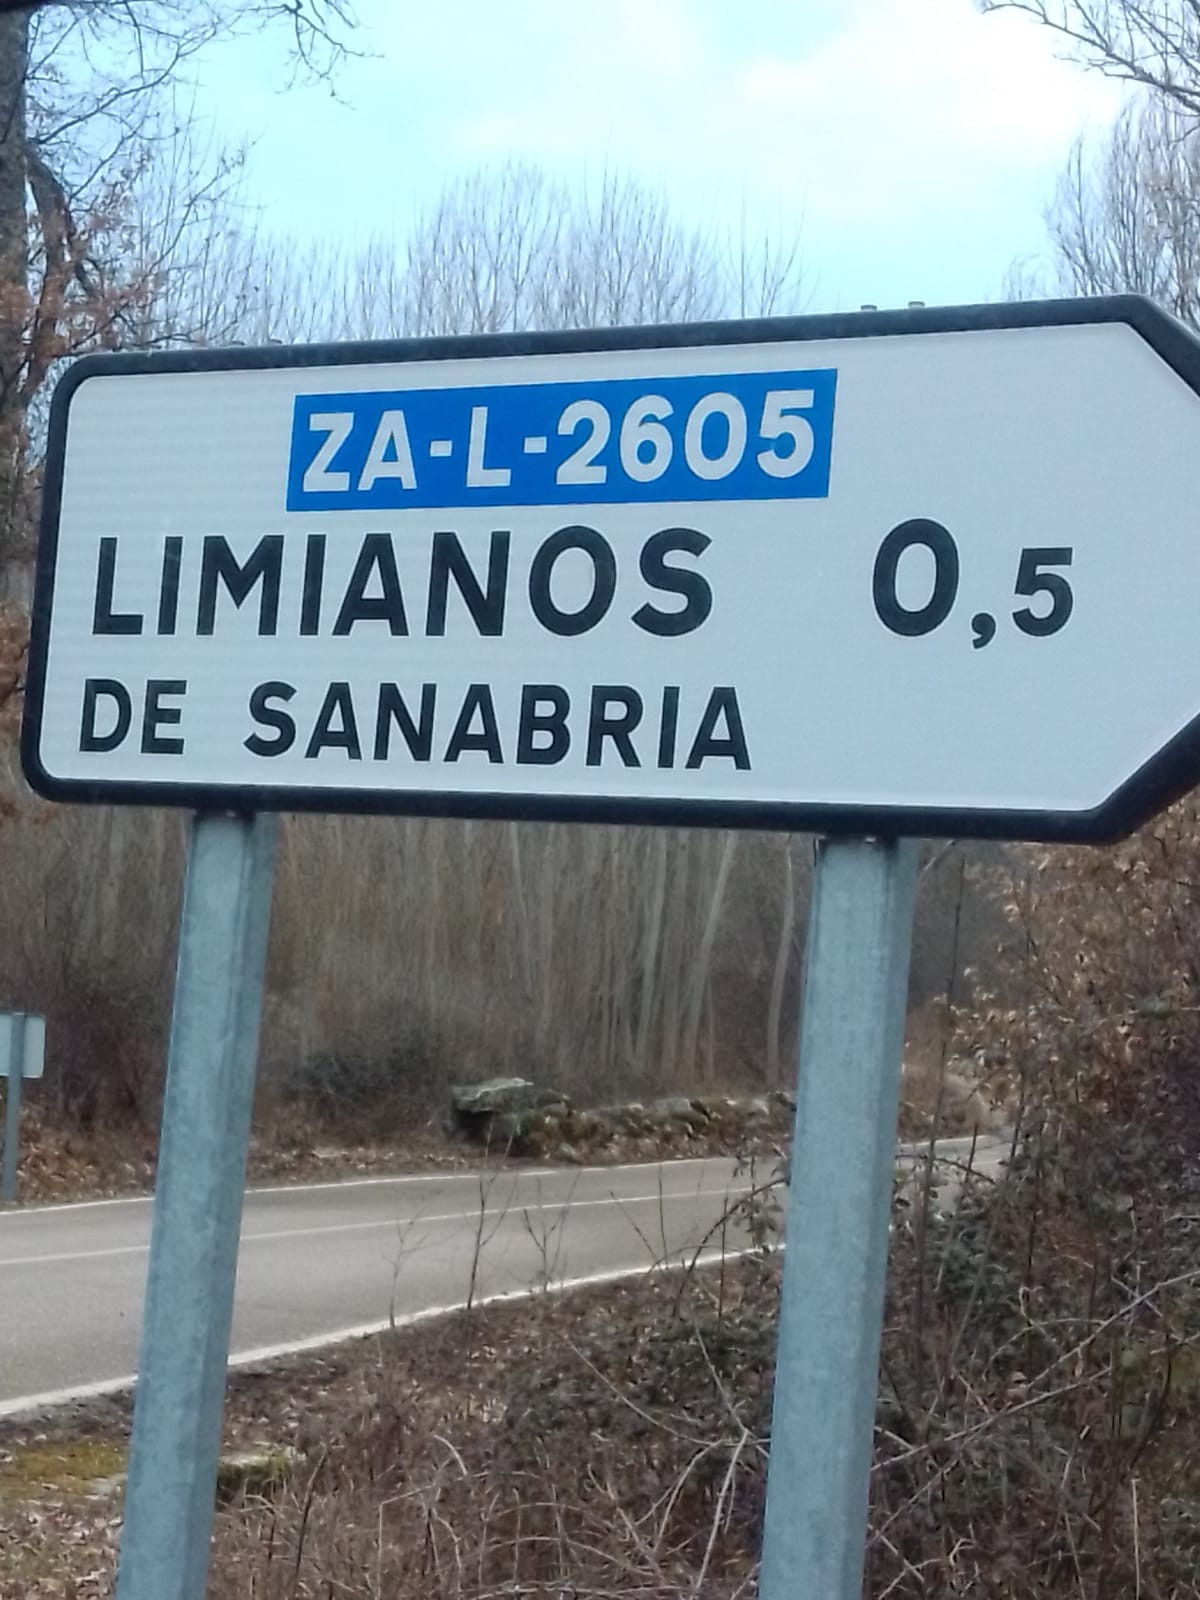 ZA-L-2605
LIMIANOS 0,5
DE SANABRIA